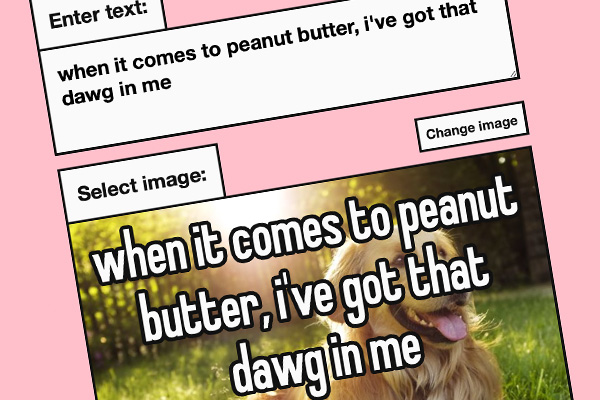 Enter text:
when it comes to peanut butter, i've got that
dawg in me
Change image
Select image:
when it comes to peanut
butter, i've got that
dawg in me